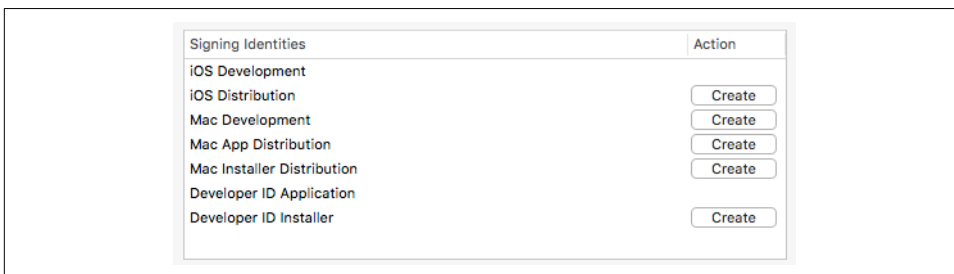 Signing Identities Action
iOS Development
iOS Distribution Create
Mac Development Create
Mac App Distribution Create
Mac Installer Distribution Create
Developer ID Application
Developer ID Installer Create